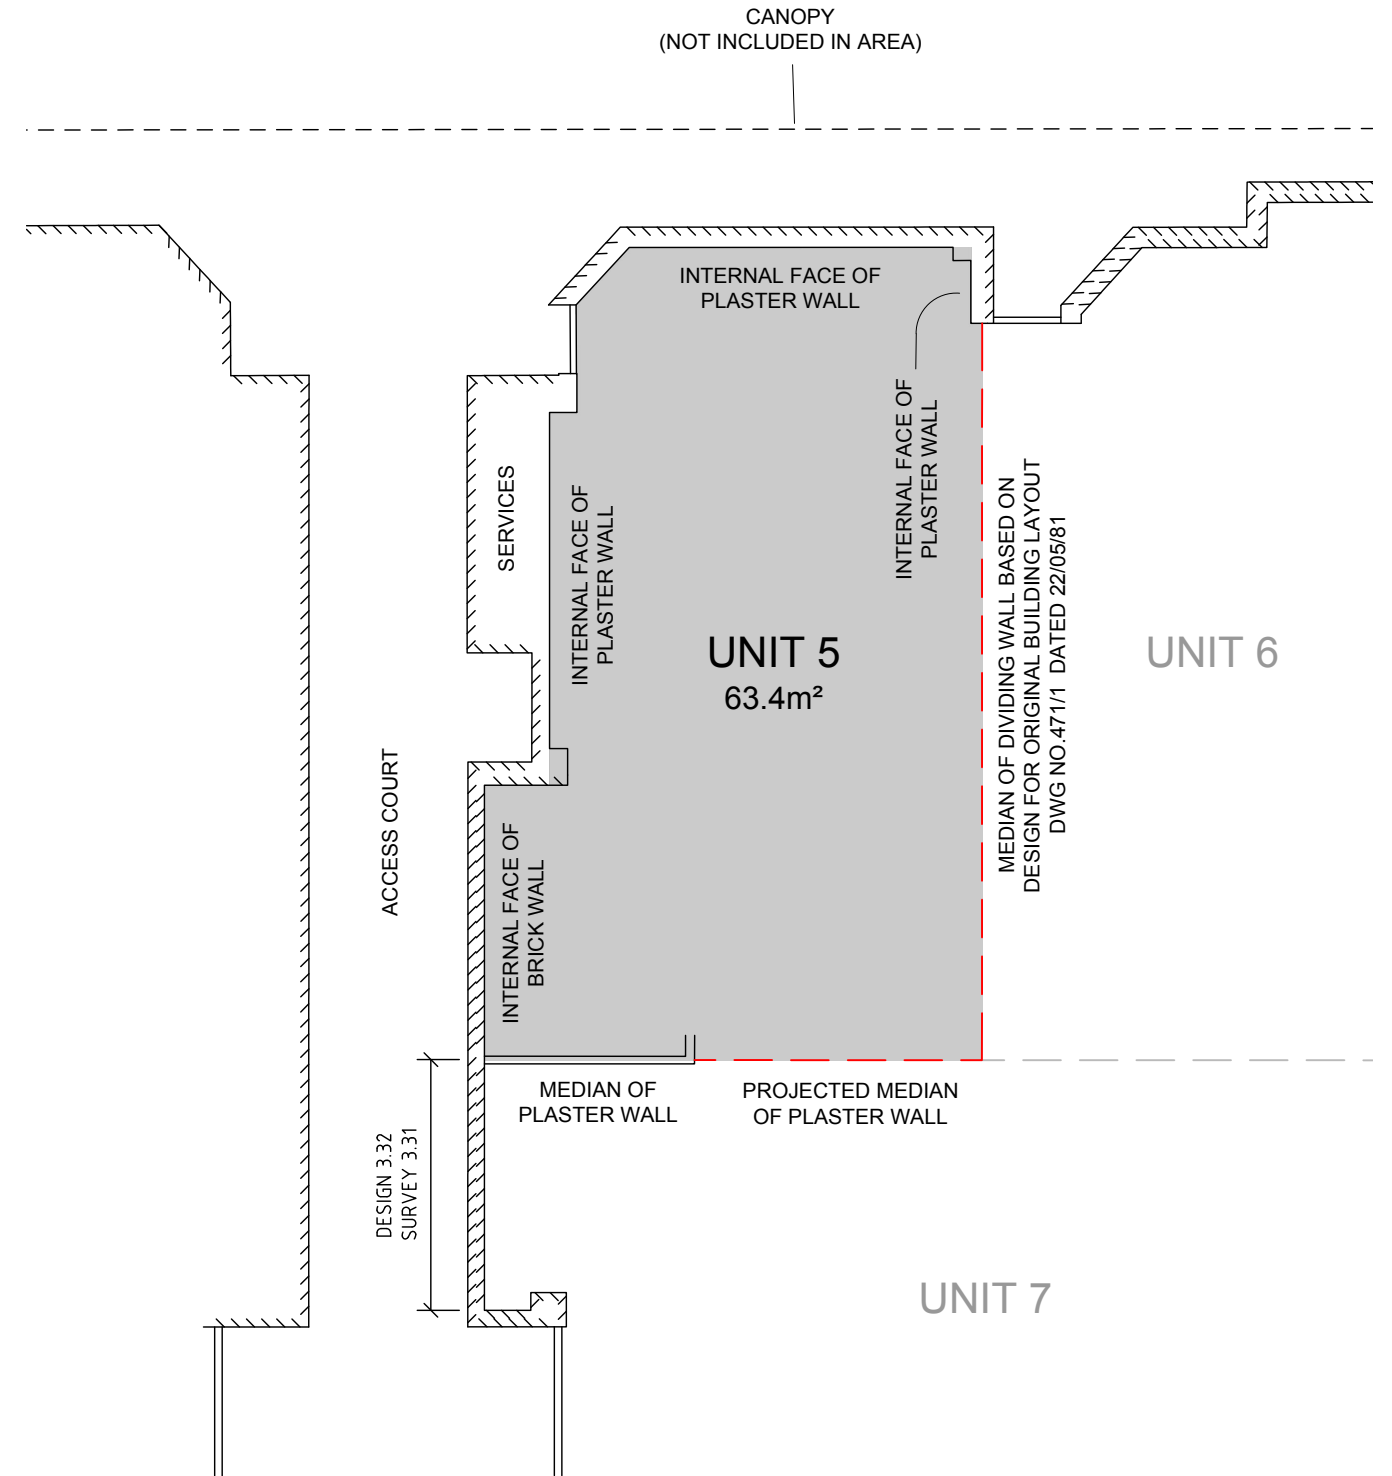 CANOPY
(NOT INCLUDED IN AREA)
INTERNAL FACE OF
PLASTER WALL
INTERNAL FACE OF
PLASTER WALL
SERVICES
INTERNAL FACE OF
PLASTER WALL
UNIT 5
63.4m²
MEDIAN OF DIVIDING WALL BASED ON
DESIGN FOR ORIGINAL BUILDING LAYOUT
DWG NO.471/1 DATED 22/05/81
UNIT 6
ACCESS COURT
INTERNAL FACE OF
BRICK WALL
MEDIAN OF
PLASTER WALL
PROJECTED MEDIAN
OF PLASTER WALL
DESIGN 3.32
SURVEY 3.31
UNIT 7